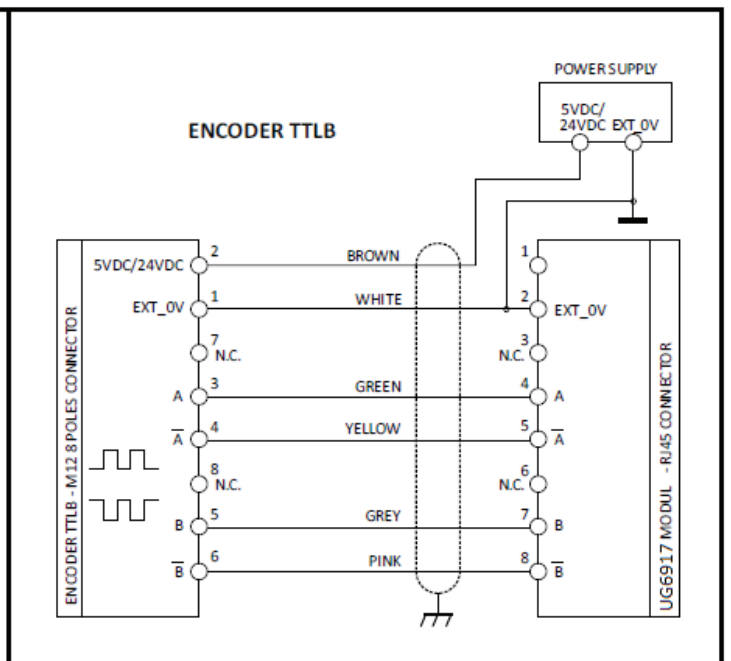 POWER SUPPLY
5VDC/
24VDC EXT_0V
ENCODER TTLB
ENCODER TTLB - M12 8 POLES CONNECTOR
5VDC/24VDC 2 BROWN 1
EXT_0V 1 WHITE 2 EXT_0V
7 N.C. 3 N.C.
A 3 GREEN 4 A
A̅ 4 YELLOW 5 A̅
8 N.C. 6 N.C.
B 5 GREY 7 B
B̅ 6 PINK 8 B̅
UG6917 MODUL - RJ45 CONNECTOR